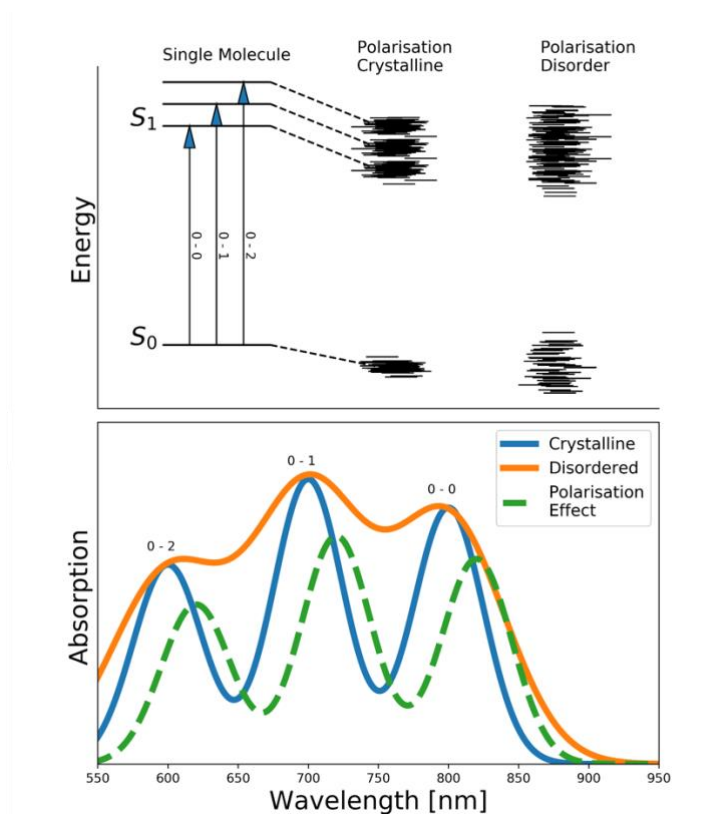 Single Molecule
Polarisation
Crystalline
Polarisation
Disorder
Energy
S1
S0
0 - 0
0 - 1
0 - 2
Absorption
0 - 2
0 - 1
0 - 0
Crystalline
Disordered
Polarisation
Effect
550 600 650 700 750 800 850 900 950
Wavelength [nm]